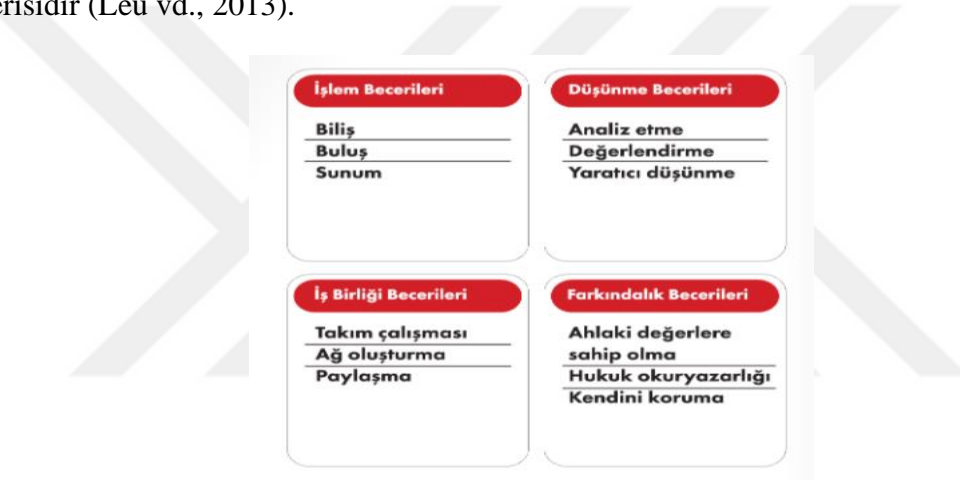 erisidir (Leu vd., 2013).
İşlem Becerileri
Biliş
Buluş
Sunum
Düşünme Becerileri
Analiz etme
Değerlendirme
Yaratıcı düşünme
İş Birliği Becerileri
Takım çalışması
Ağ oluşturma
Paylaşma
Farkındalık Becerileri
Ahlaki değerlere
sahip olma
Hukuk okuryazarlığı
Kendini koruma